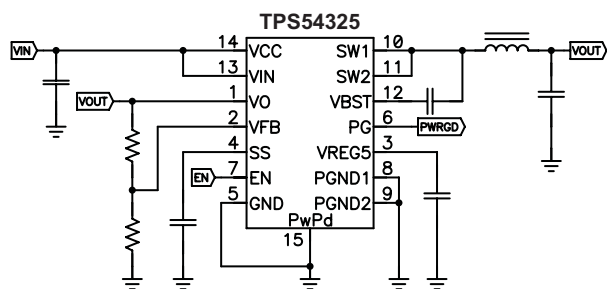 TPS54325
VIN
14
VCC
SW1
10
VOUT
13
VIN
SW2
11
VOUT
1
VO
VBST
12
2
VFB
PG
6
PWRGD
4
SS
VREG5
3
EN
7
EN
PGND1
8
5
GND
PGND2
9
PwPd
15